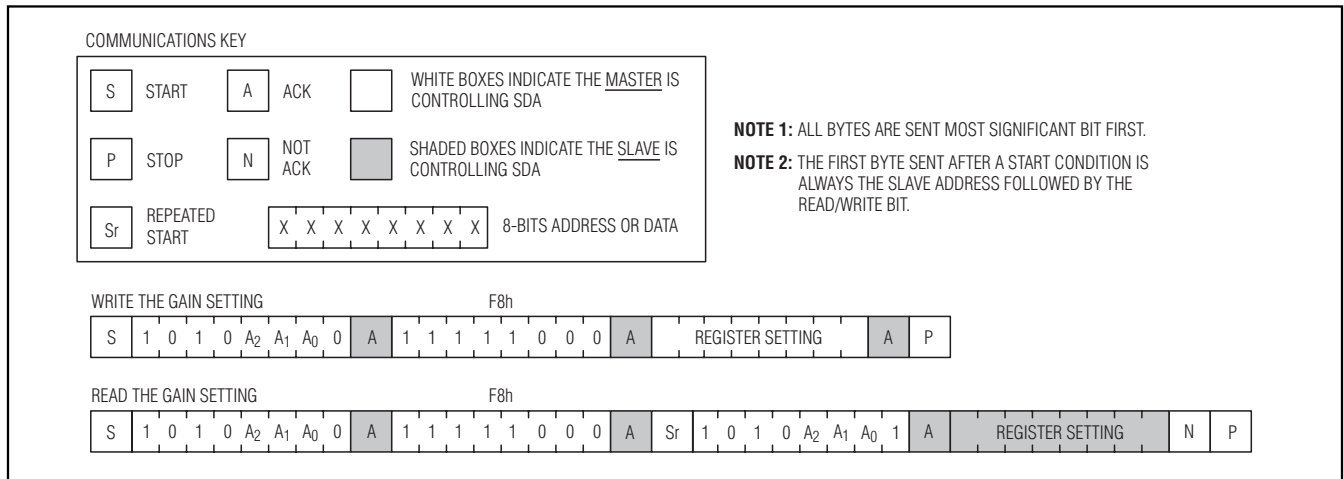 COMMUNICATIONS KEY
S START A ACK WHITE BOXES INDICATE THE MASTER IS
CONTROLLING SDA
P STOP N NOT
ACK SHADED BOXES INDICATE THE SLAVE IS
CONTROLLING SDA
Sr REPEATED
START X X X X X X X X 8-BITS ADDRESS OR DATA
NOTE 1: ALL BYTES ARE SENT MOST SIGNIFICANT BIT FIRST.
NOTE 2: THE FIRST BYTE SENT AFTER A START CONDITION IS
ALWAYS THE SLAVE ADDRESS FOLLOWED BY THE
READ/WRITE BIT.
WRITE THE GAIN SETTING F8h
S 1 0 1 0 A2 A1 A0 0 A 1 1 1 1 1 0 0 0 A REGISTER SETTING A P
READ THE GAIN SETTING F8h
S 1 0 1 0 A2 A1 A0 0 A 1 1 1 1 1 0 0 0 A Sr 1 0 1 0 A2 A1 A0 1 A REGISTER SETTING N P